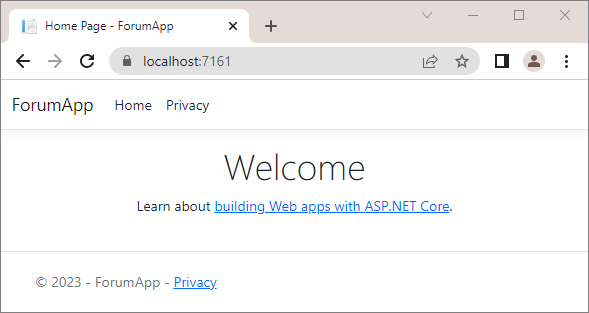 Home Page - ForumApp
localhost:7161
ForumApp Home Privacy
Welcome
Learn about building Web apps with ASP.NET Core.
© 2023 - ForumApp - Privacy